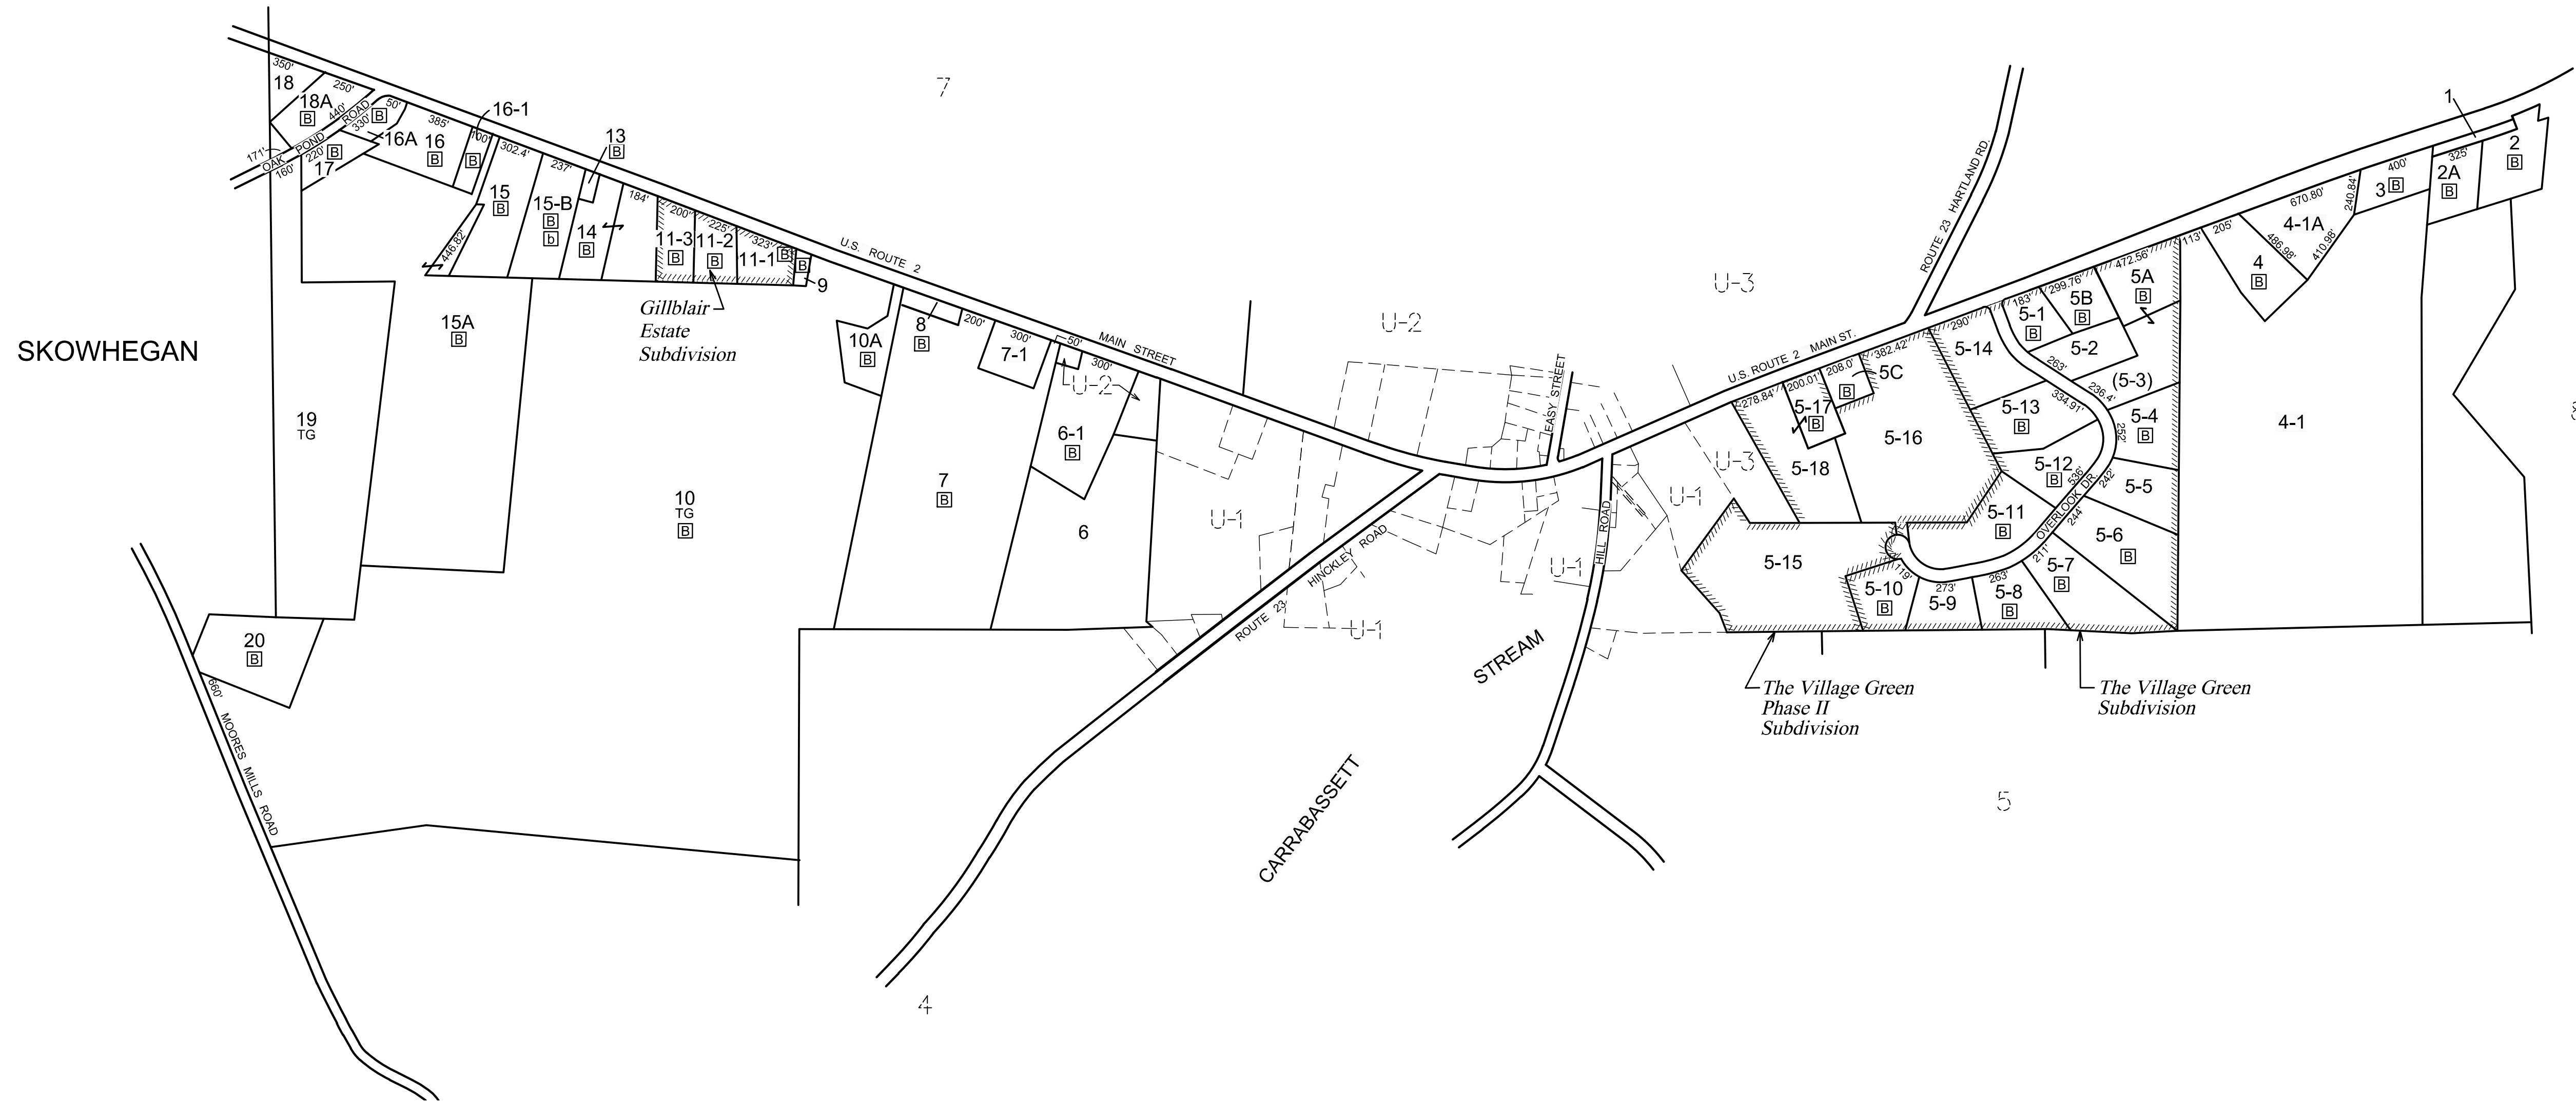 SKOWHEGAN
350'
18
250'
18A
B
440'
OAK POND ROAD
330'
50'
B
171'
160'
220'
17
B
16A
385'
16
B
16-1
100'
B
302.4'
15
B
446.82'
237'
15-B
B
b
13
B
14
B
184'
200'
11-3
B
225'
11-2
B
323'
11-1
B
B
9
Gillblair
Estate
Subdivision
U.S. ROUTE 2
7
15A
B
19
TG
10
TG
B
10A
B
8
B
200'
300'
7-1
50'
300'
U-2
MAIN STREET
7
B
6-1
B
6
20
B
660'
MOORES MILLS ROAD
U-1
U-2
U-3
ROUTE 23 HINCKLEY ROAD
EASY STREET
HILL ROAD
U-1
U-1
U-1
U-3
STREAM
CARRABASSETT
4
5
ROUTE 23 HARTLAND RD.
U.S. ROUTE 2 MAIN ST.
278.84'
200.01'
208.0'
382.42'
5-17
B
B
5C
5-18
5-16
5-15
290'
5-14
183'
5-1
B
299.76'
5B
B
472.56'
5A
B
5-2
263'
(5-3)
236.4'
334.91'
5-13
B
5-4
B
252'
5-12
B
536'
242'
5-5
OVERLOOK DR.
244'
5-11
B
5-6
B
211'
5-7
B
263'
5-8
B
273'
5-9
119'
5-10
B
The Village Green
Phase II
Subdivision
The Village Green
Subdivision
113'
205'
4
B
486.98'
4-1A
670.80'
410.98'
240.84'
400'
3
B
325'
2A
B
1
2
B
4-1